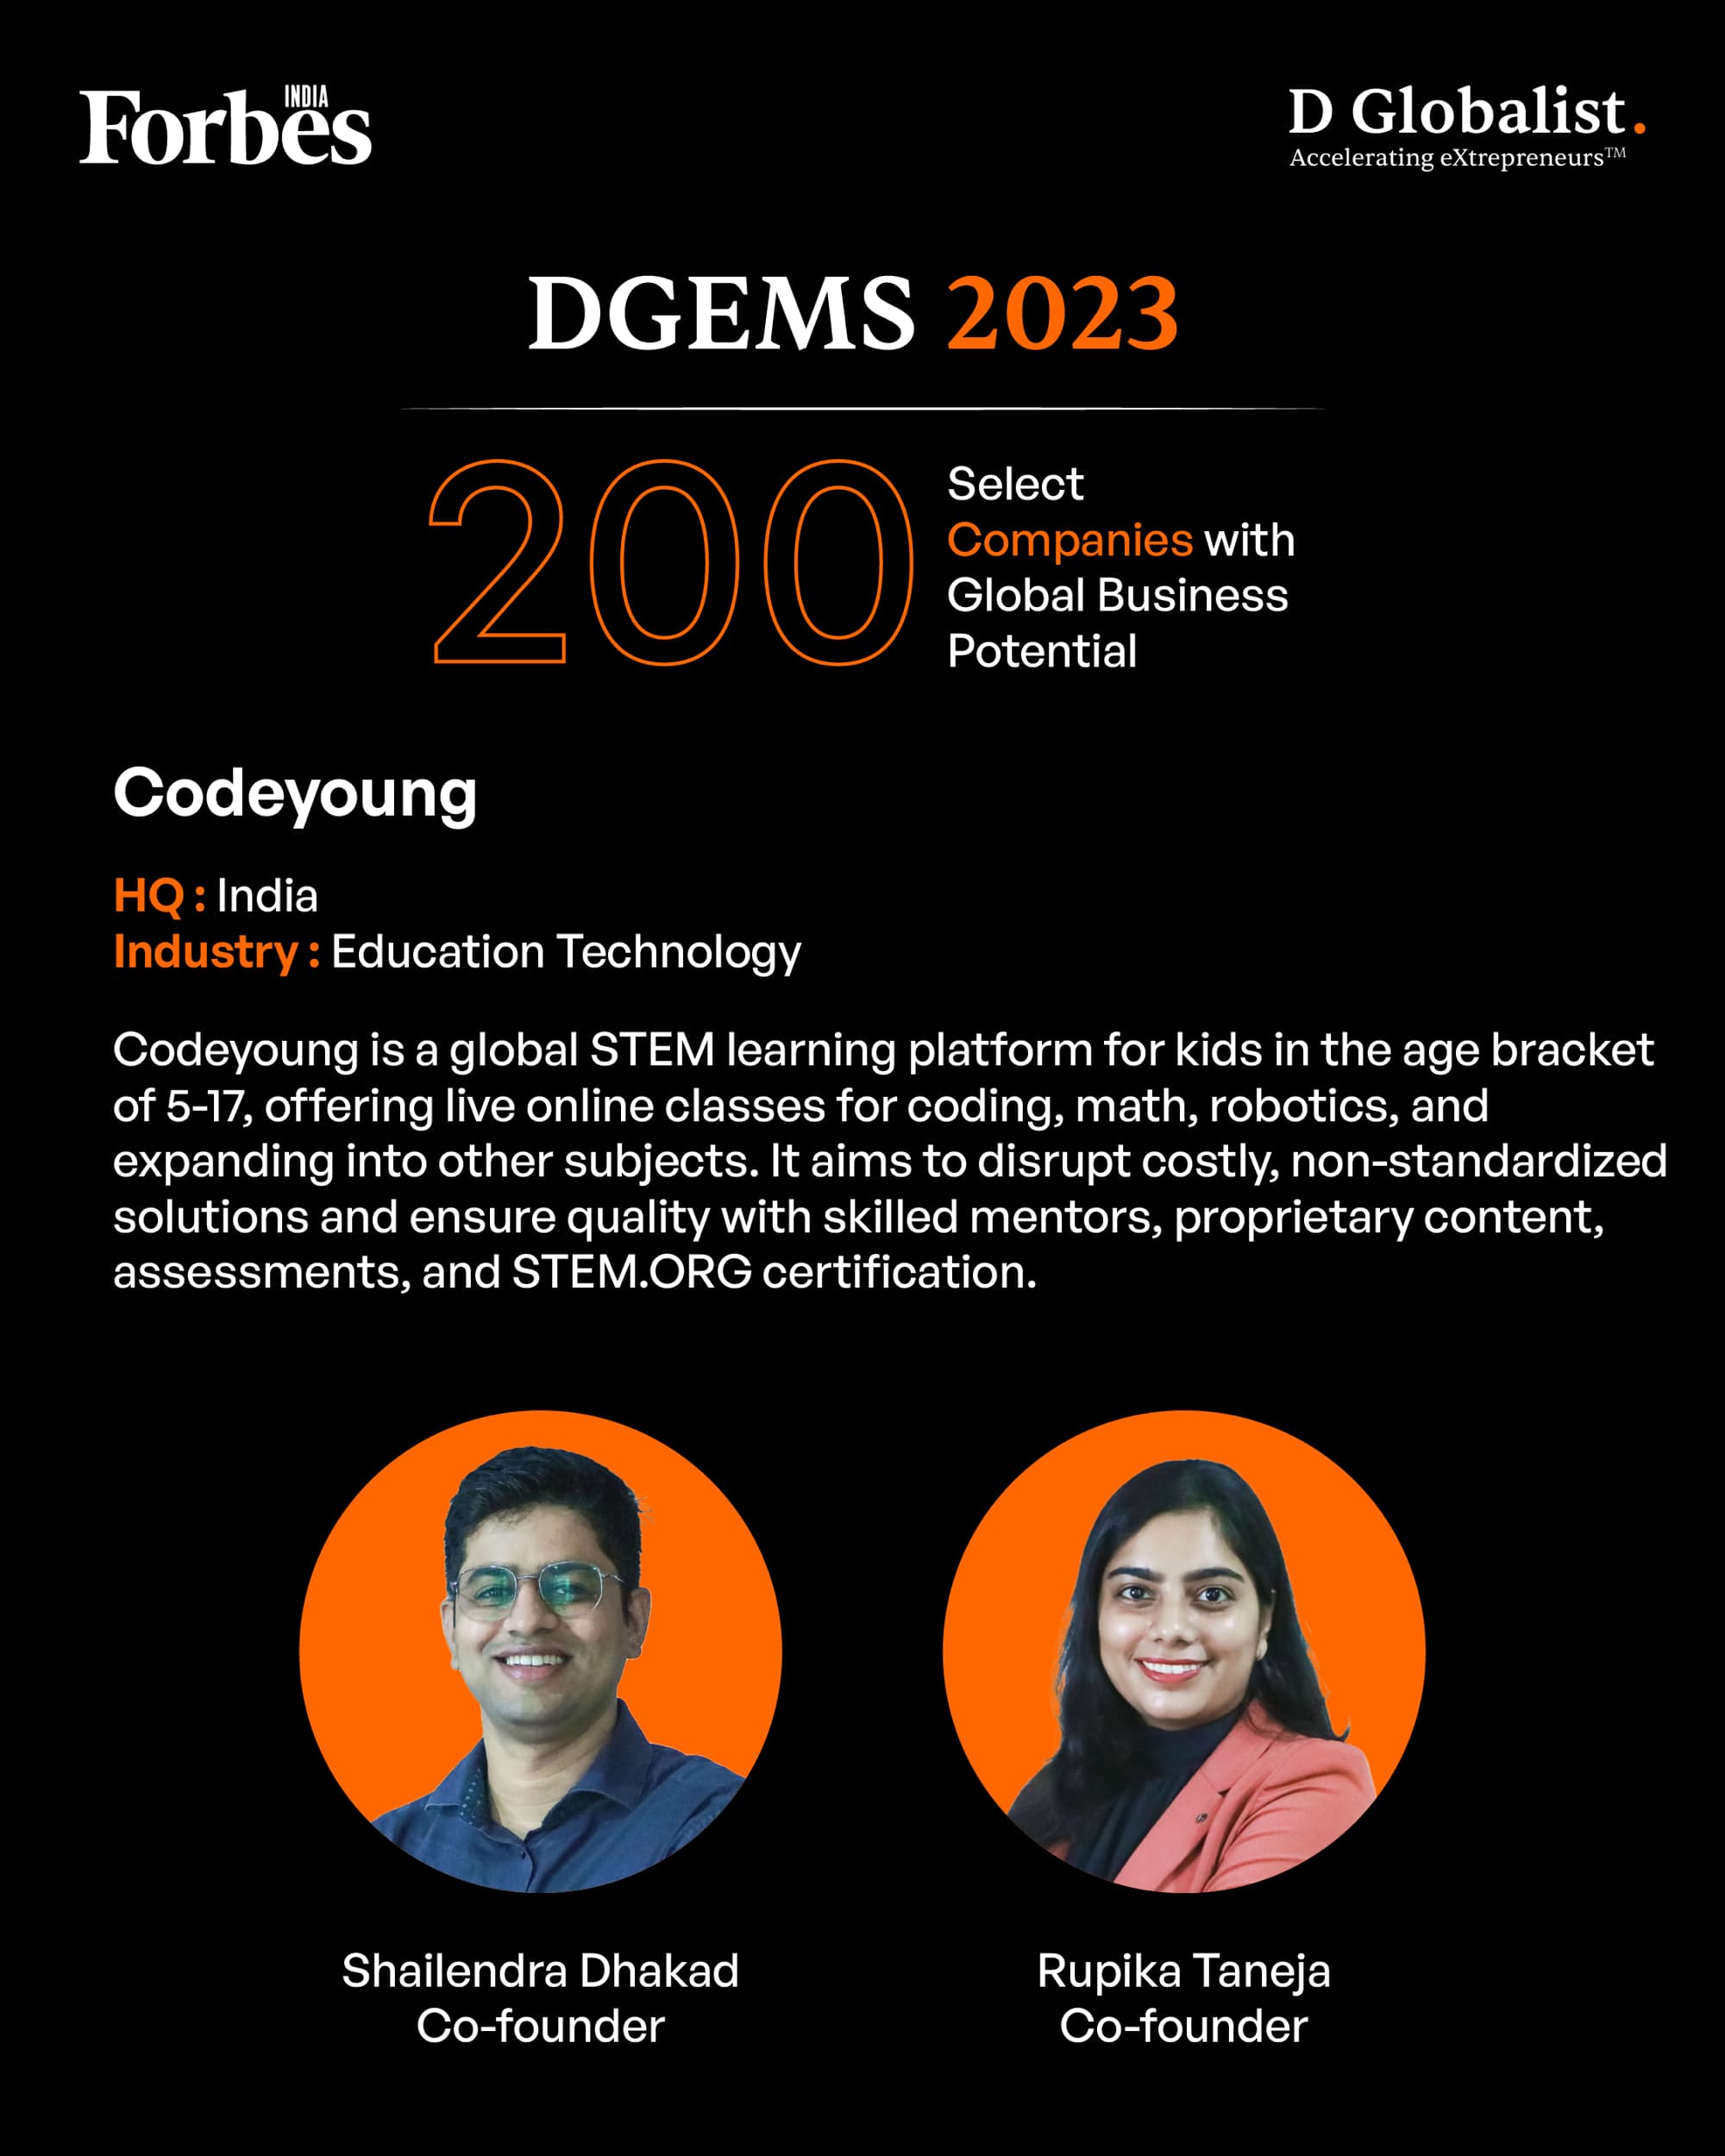 Forbes INDIA
D Globalist.
Accelerating eXtrepreneurs™
DGEMS 2023
200
Select
Companies with
Global Business
Potential
Codeyoung
HQ : India
Industry : Education Technology
Codeyoung is a global STEM learning platform for kids in the age bracket
of 5-17, offering live online classes for coding, math, robotics, and
expanding into other subjects. It aims to disrupt costly, non-standardized
solutions and ensure quality with skilled mentors, proprietary content,
assessments, and STEM.ORG certification.
Shailendra Dhakad
Co-founder
Rupika Taneja
Co-founder